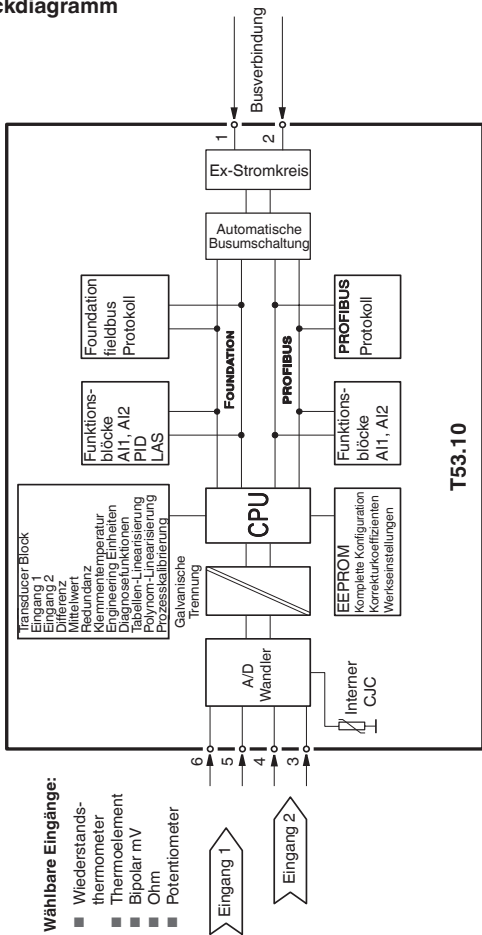 ckdiagramm
Wählbare Eingänge:
Wiederstands-
thermometer
Thermoelement
Bipolar mV
Ohm
Potentiometer
Eingang 1
Eingang 2
6
5
4
3
A/D
Wandler
Interner
CJC
Galvanische
Trennung
Transducer Block
Eingang 1
Eingang 2
Differenz
Mittelwert
Redundanz
Klemmentemperatur
Engineering Einheiten
Diagnosefunktionen
Tabellen-Linearisierung
Polynom-Linearisierung
Prozesskalibrierung
CPU
EEPROM
Komplette Konfiguration
Korrekturkoeffizienten
Werkseinstellungen
Funktions-
blöcke
AI1, AI2
PID
LAS
Foundation
fieldbus
Protokoll
FOUNDATION
PROFIBUS
Funktions-
blöcke
AI1, AI2
PROFIBUS
Protokoll
Automatische
Busumschaltung
Ex-Stromkreis
1
2
Busverbindung
T53.10